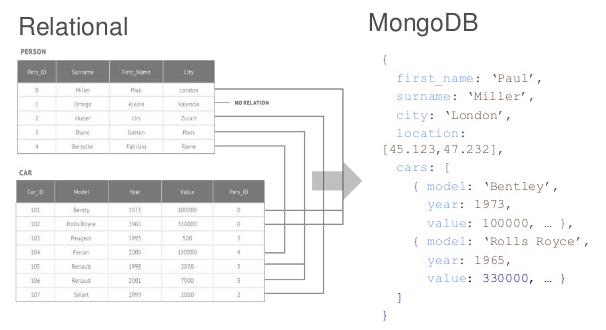 Relational
PERSON
Pers_ID Surname First_Name City
0 Miller Paul London
1 Ortega Alvaro Valencia
NO RELATION
2 Huber Urs Zurich
3 Blanc Gaston Paris
4 Bertolini Fabrizio Rome
CAR
Car_ID Model Year Value Pers_ID
101 Bently 1973 100000 0
102 Rolls Royce 1965 330000 0
103 Peugeot 1993 500 3
104 Ferrari 2005 150000 4
105 Renault 1998 2000 3
106 Renault 2001 7000 3
107 Smart 1999 2000 2
MongoDB
{
first_name: ‘Paul’,
surname: ‘Miller’,
city: ‘London’,
location:
[45.123,47.232],
cars: [
{ model: ‘Bentley’,
year: 1973,
value: 100000, … },
{ model: ‘Rolls Royce’,
year: 1965,
value: 330000, … }
]
}